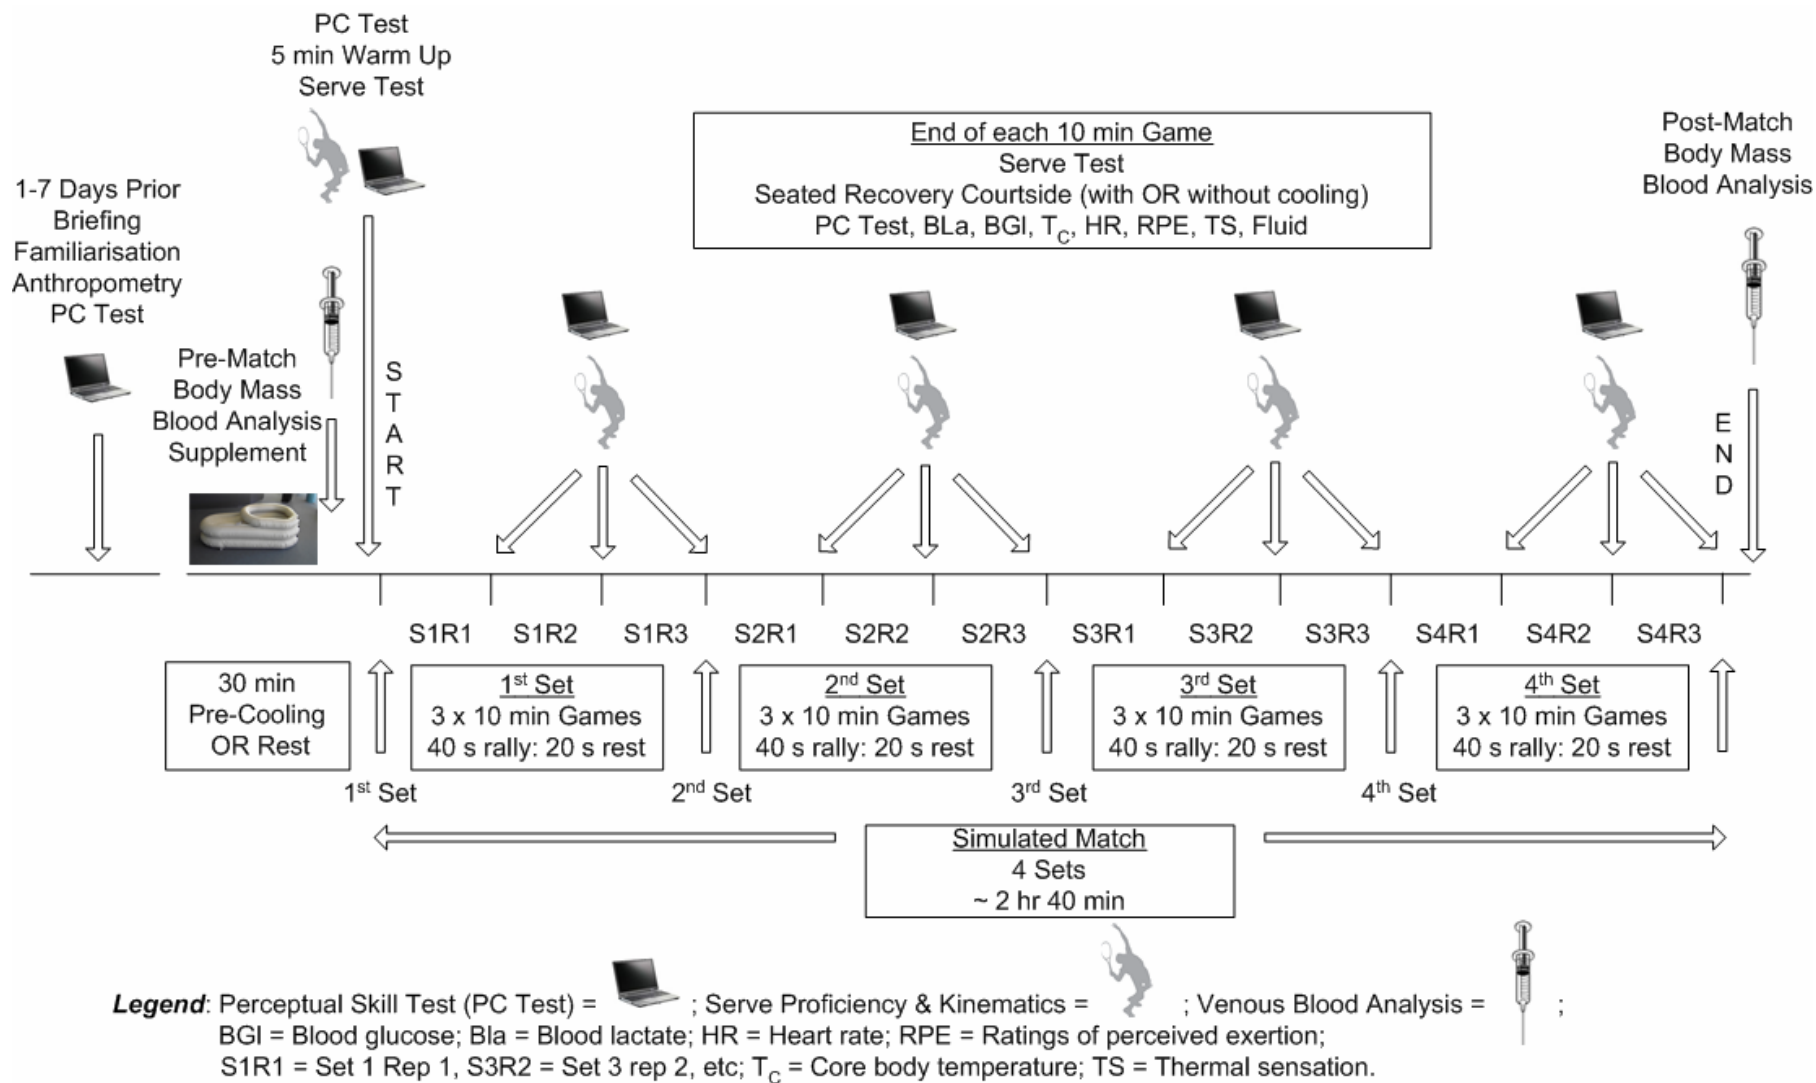 PC Test
5 min Warm Up
Serve Test
1-7 Days Prior
Briefing
Familiarisation
Anthropometry
PC Test
Pre-Match
Body Mass
Blood Analysis
Supplement
START
End of each 10 min Game
Serve Test
Seated Recovery Courtside (with OR without cooling)
PC Test, BLa, BGl, TC, HR, RPE, TS, Fluid
Post-Match
Body Mass
Blood Analysis
END
S1R1 S1R2 S1R3 S2R1 S2R2 S2R3 S3R1 S3R2 S3R3 S4R1 S4R2 S4R3
30 min
Pre-Cooling
OR Rest
1st Set
3 x 10 min Games
40 s rally: 20 s rest
2nd Set
3 x 10 min Games
40 s rally: 20 s rest
3rd Set
3 x 10 min Games
40 s rally: 20 s rest
4th Set
3 x 10 min Games
40 s rally: 20 s rest
1st Set 2nd Set 3rd Set 4th Set
Simulated Match
4 Sets
~ 2 hr 40 min
Legend: Perceptual Skill Test (PC Test) = ; Serve Proficiency & Kinematics = ; Venous Blood Analysis = ;
BGl = Blood glucose; Bla = Blood lactate; HR = Heart rate; RPE = Ratings of perceived exertion;
S1R1 = Set 1 Rep 1, S3R2 = Set 3 rep 2, etc; TC = Core body temperature; TS = Thermal sensation.